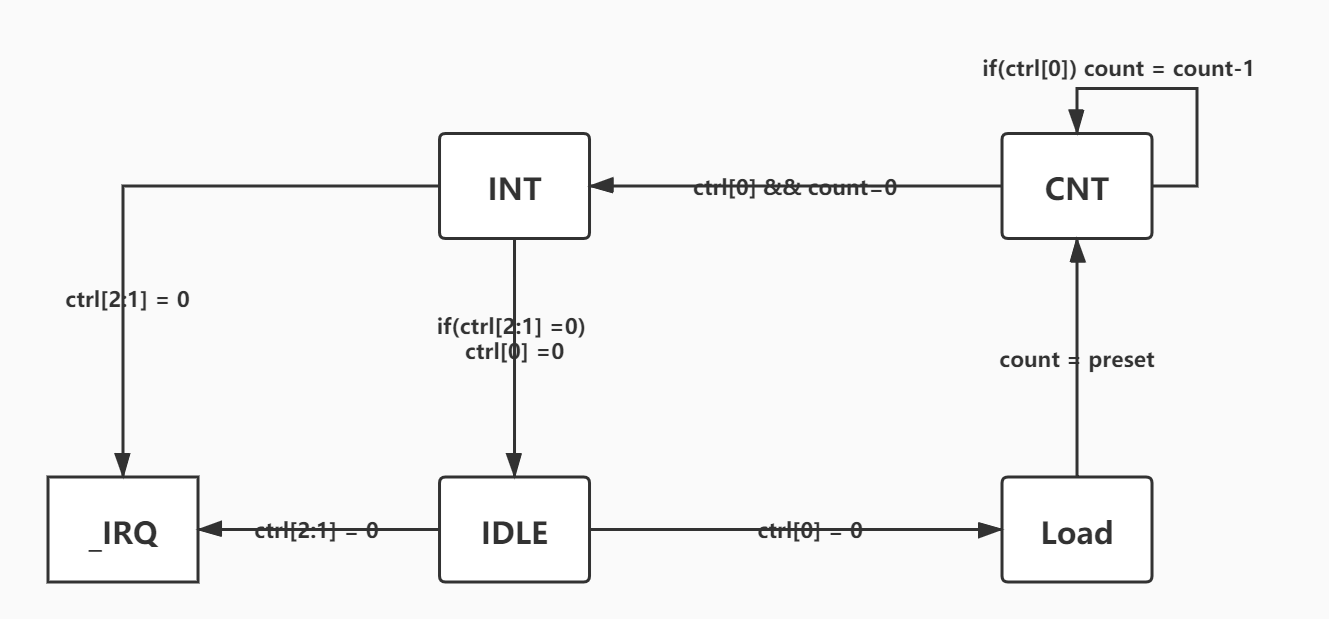 if(ctrl[0]) count = count-1
INT
ctrl[0] && count=0
CNT
ctrl[2:1] = 0
if(ctrl[2:1] =0)
ctrl[0] =0
count = preset
_IRQ
ctrl[2:1] = 0
IDLE
ctrl[0] = 0
Load